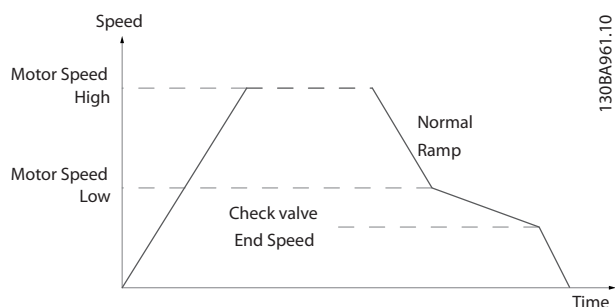 Speed
130BA961.10
Motor Speed
High
Normal
Ramp
Motor Speed
Low
Check valve
End Speed
Time